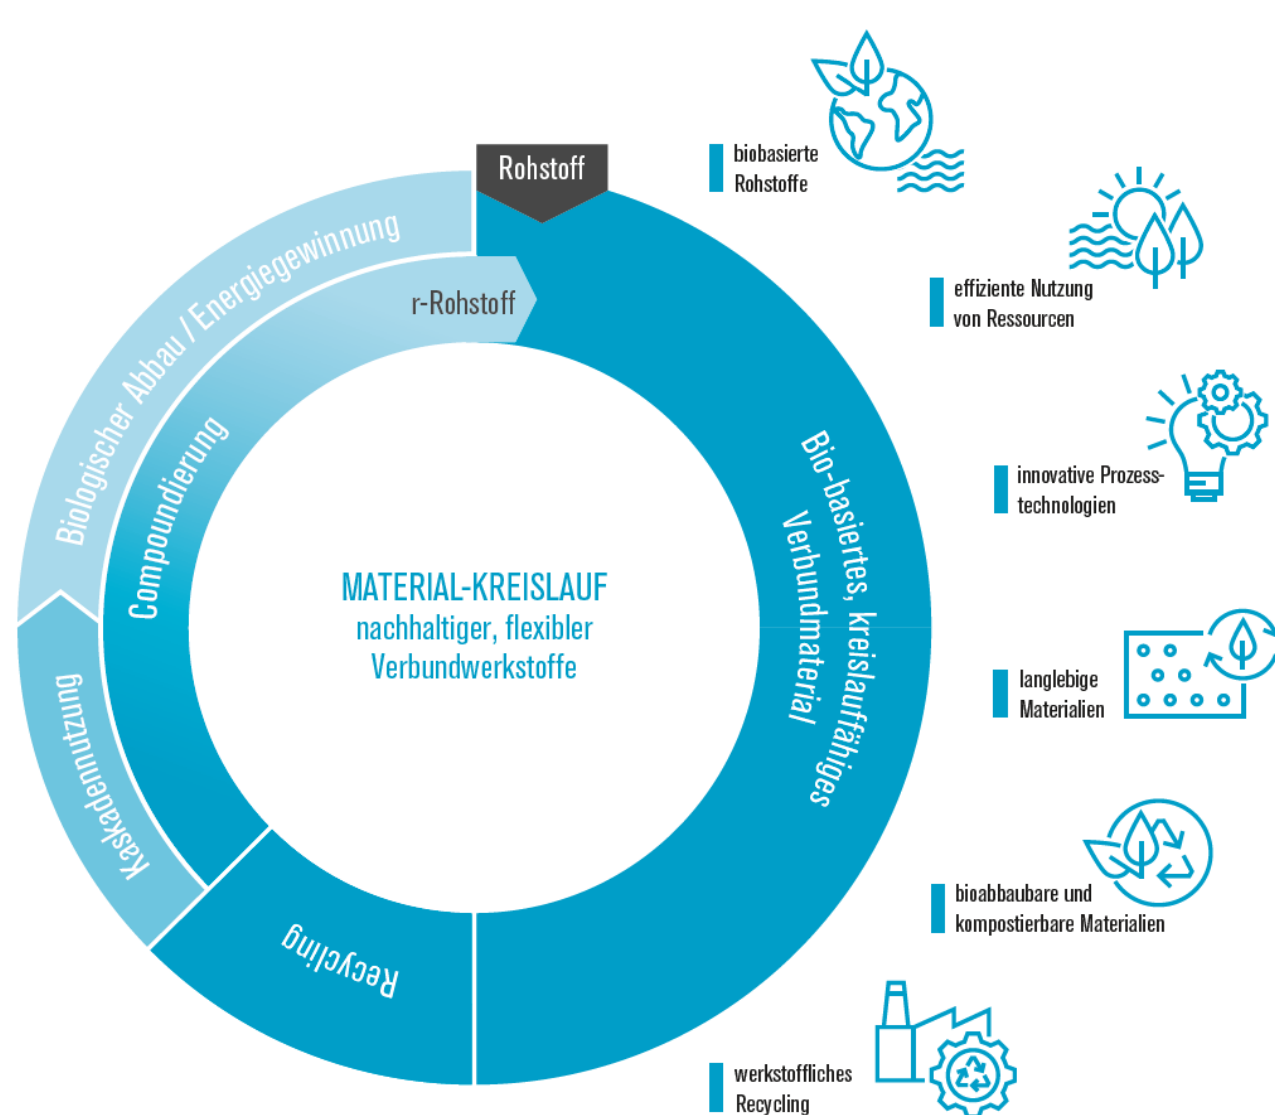 Rohstoff
r-Rohstoff
Biologischer Abbau / Energiegewinnung
Compoundierung
Kaskadennutzung
Recycling
Bio-basiertes, kreislauffähiges
Verbundmaterial
MATERIAL-KREISLAUF
nachhaltiger, flexibler
Verbundwerkstoffe
biobasierte
Rohstoffe
effiziente Nutzung
von Ressourcen
innovative Prozess-
technologien
langlebige
Materialien
bioabbaubare und
kompostierbare Materialien
werkstoffliches
Recycling